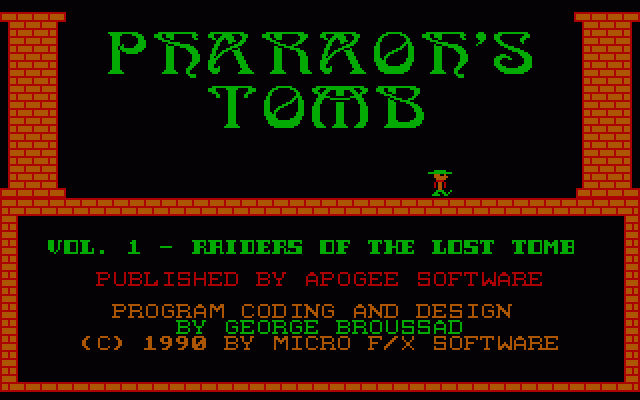 PHARAOH'S
TOMB
VOL. 1 - RAIDERS OF THE LOST TOMB
PUBLISHED BY APOGEE SOFTWARE
PROGRAM CODING AND DESIGN
BY GEORGE BROUSSAD
(C) 1990 BY MICRO F/X SOFTWARE